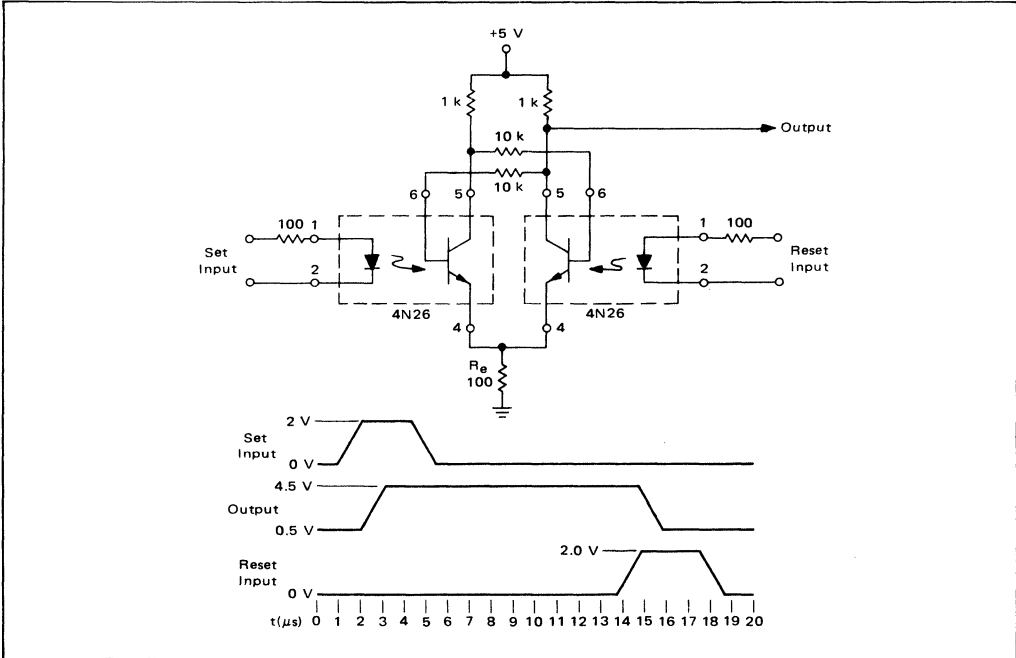 +5 V
1 k
1 k
Output
10 k
10 k
6
5
5
6
100
1
1
100
Set
Input
Reset
Input
2
2
4N26
4N26
4
4
Re
100
2 V
Set
Input
0 V
4.5 V
Output
0.5 V
2.0 V
Reset
Input
0 V
t(μs) 0 1 2 3 4 5 6 7 8 9 10 11 12 13 14 15 16 17 18 19 20